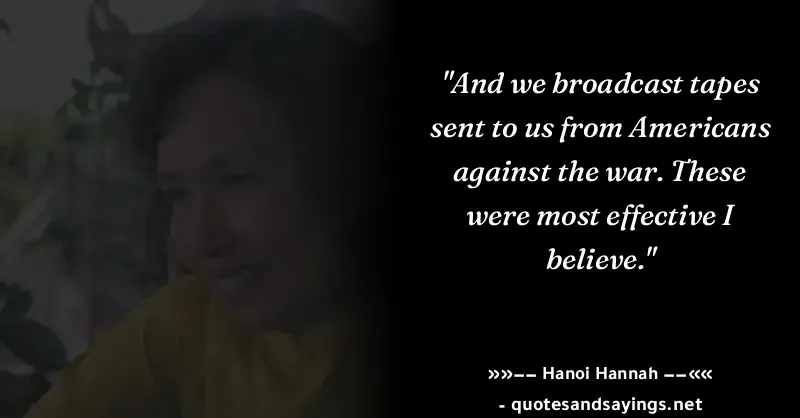 "And we broadcast tapes
sent to us from Americans
against the war. These
were most effective I
believe."
»»−− Hanoi Hannah −−««
- quotesandsayings.net